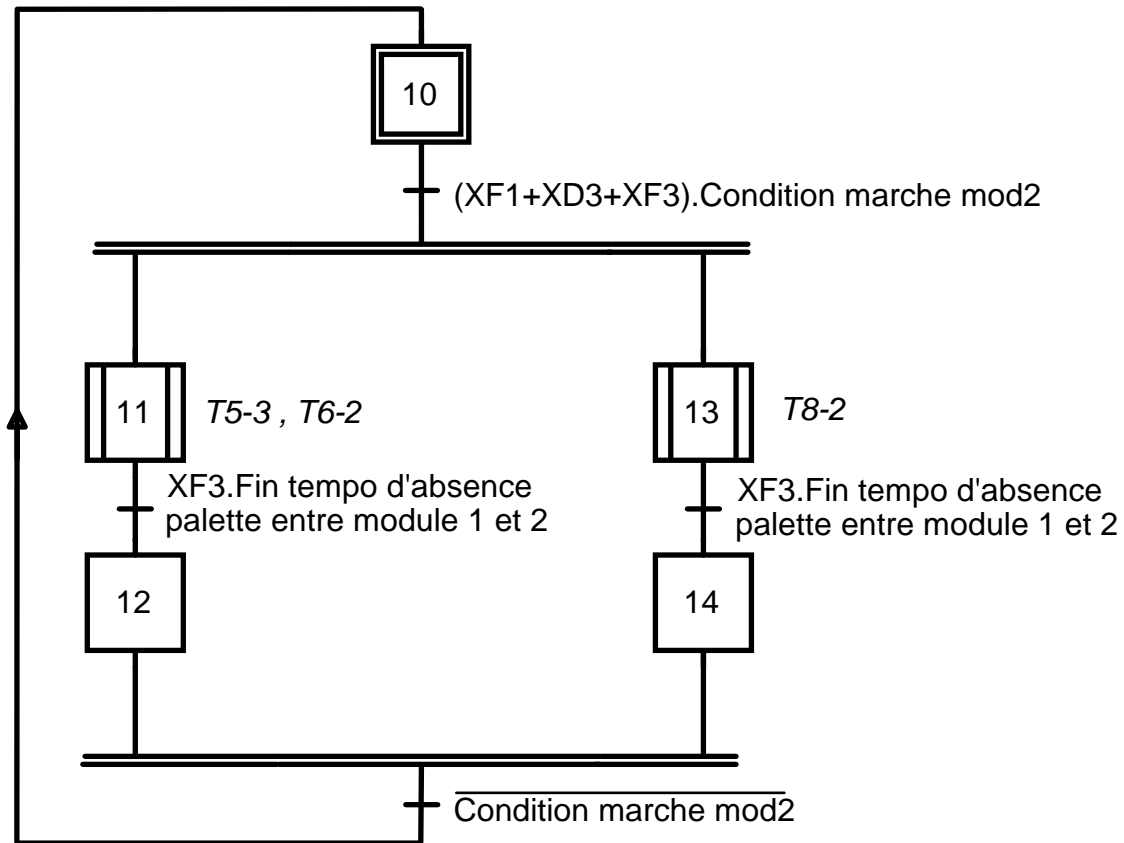 10
(XF1+XD3+XF3).Condition marche mod2
11
T5-3 , T6-2
13
T8-2
XF3.Fin tempo d'absence
palette entre module 1 et 2
XF3.Fin tempo d'absence
palette entre module 1 et 2
12
14
Condition marche mod2